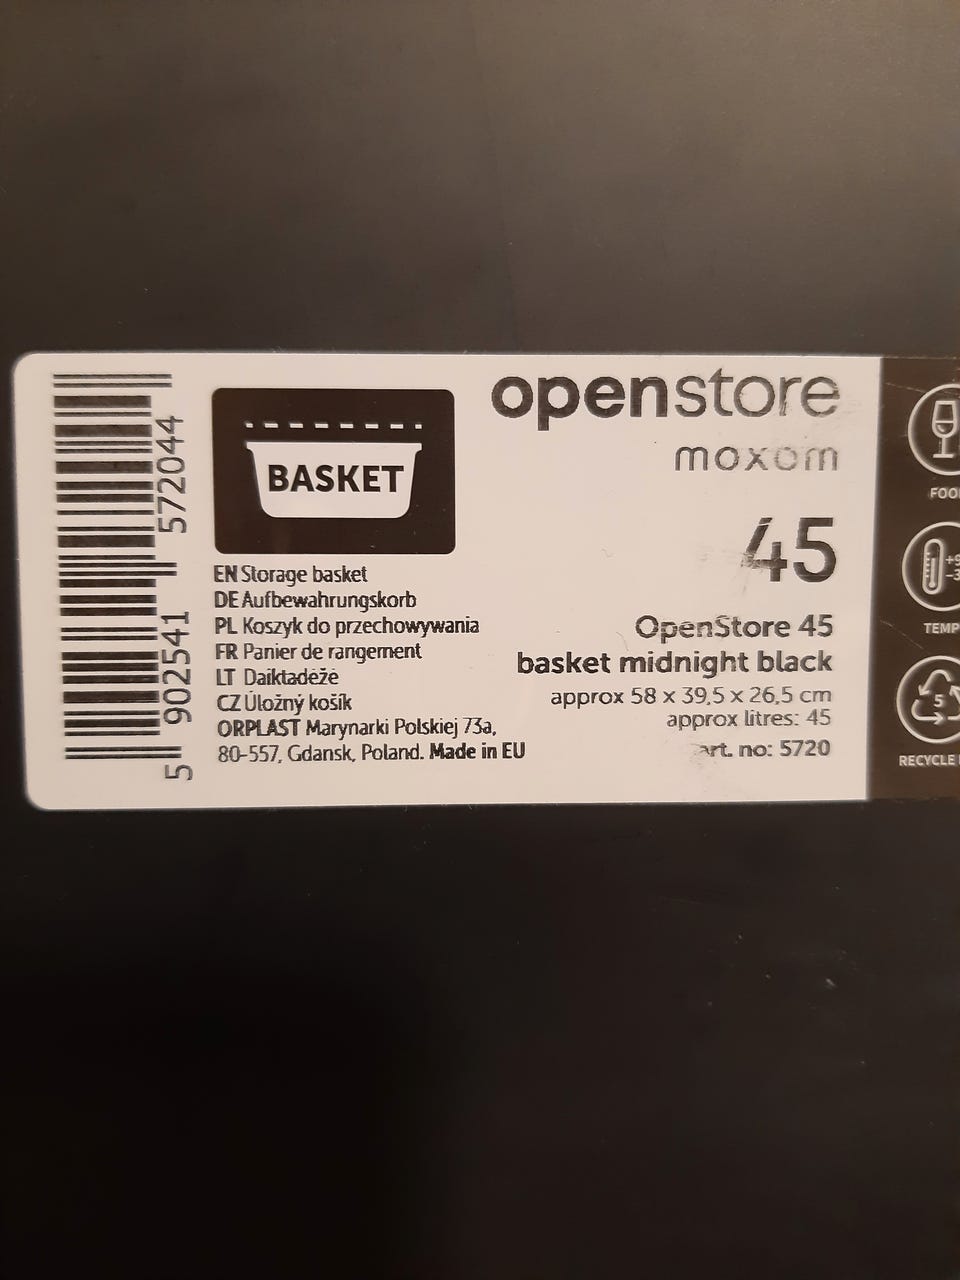 5 902541 572044
BASKET
EN Storage basket
DE Aufbewahrungskorb
PL Koszyk do przechowywania
FR Panier de rangement
LT Daiktadėžė
CZ Úložný košík
ORPLAST Marynarki Polskiej 73a,
80-557, Gdansk, Poland. Made in EU
openstore
moxom
45
OpenStore 45
basket midnight black
approx 58 x 39,5 x 26,5 cm
approx litres: 45
art. no: 5720
5
RECYCLE